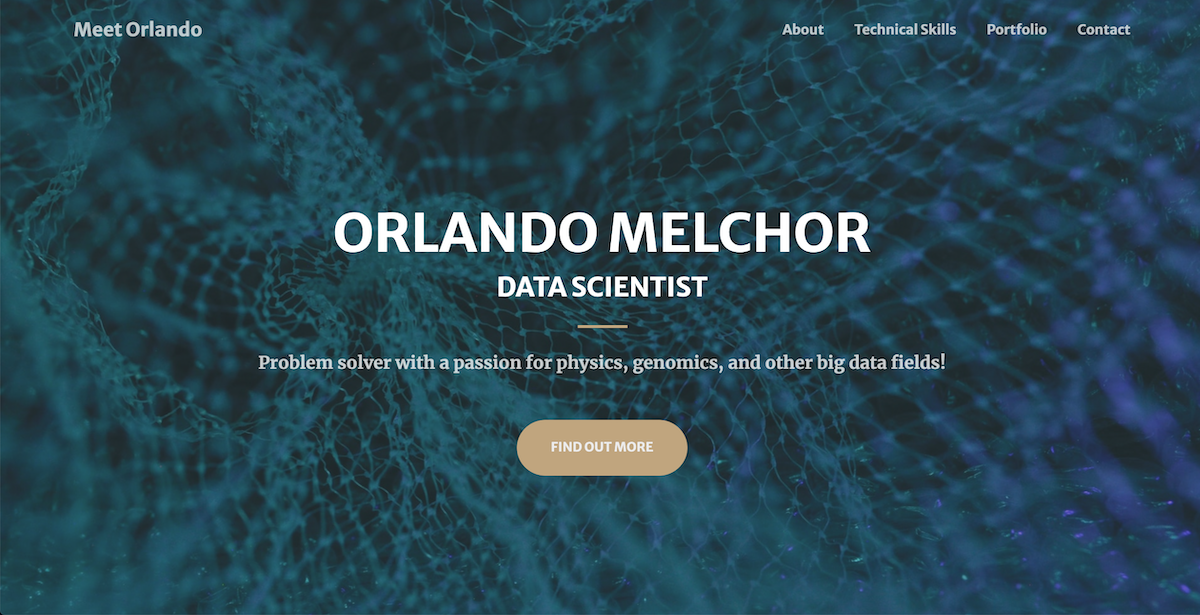 Meet Orlando
About Technical Skills Portfolio Contact
ORLANDO MELCHOR
DATA SCIENTIST
Problem solver with a passion for physics, genomics, and other big data fields!
FIND OUT MORE